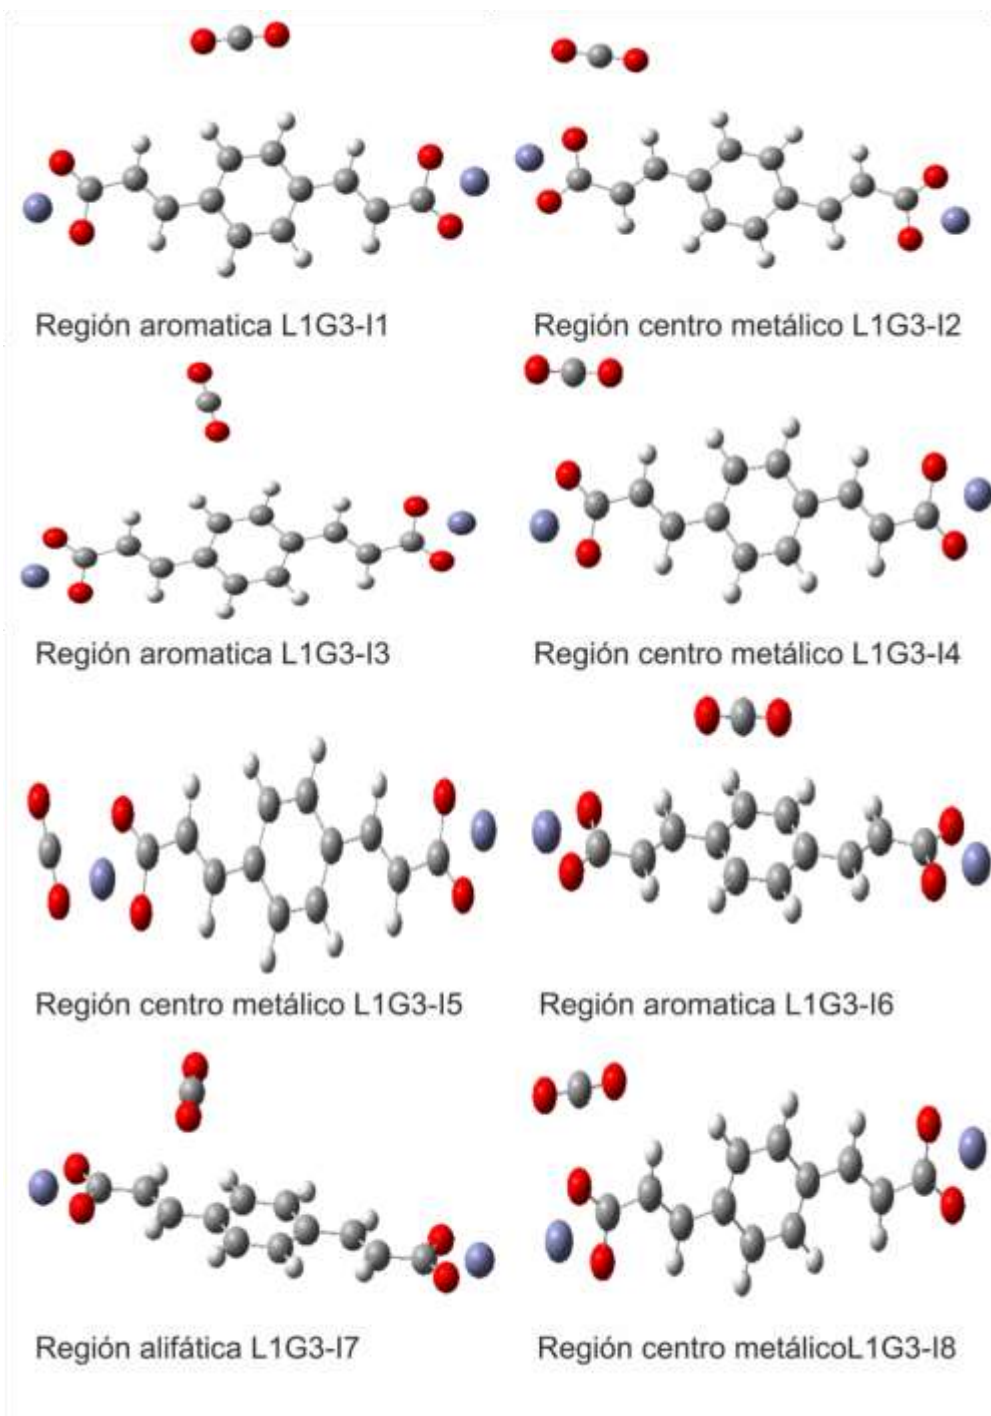 Región aromatica L1G3-I1
Región centro metálico L1G3-I2
Región aromatica L1G3-I3
Región centro metálico L1G3-I4
Región centro metálico L1G3-I5
Región aromatica L1G3-I6
Región alifática L1G3-I7
Región centro metálicoL1G3-I8